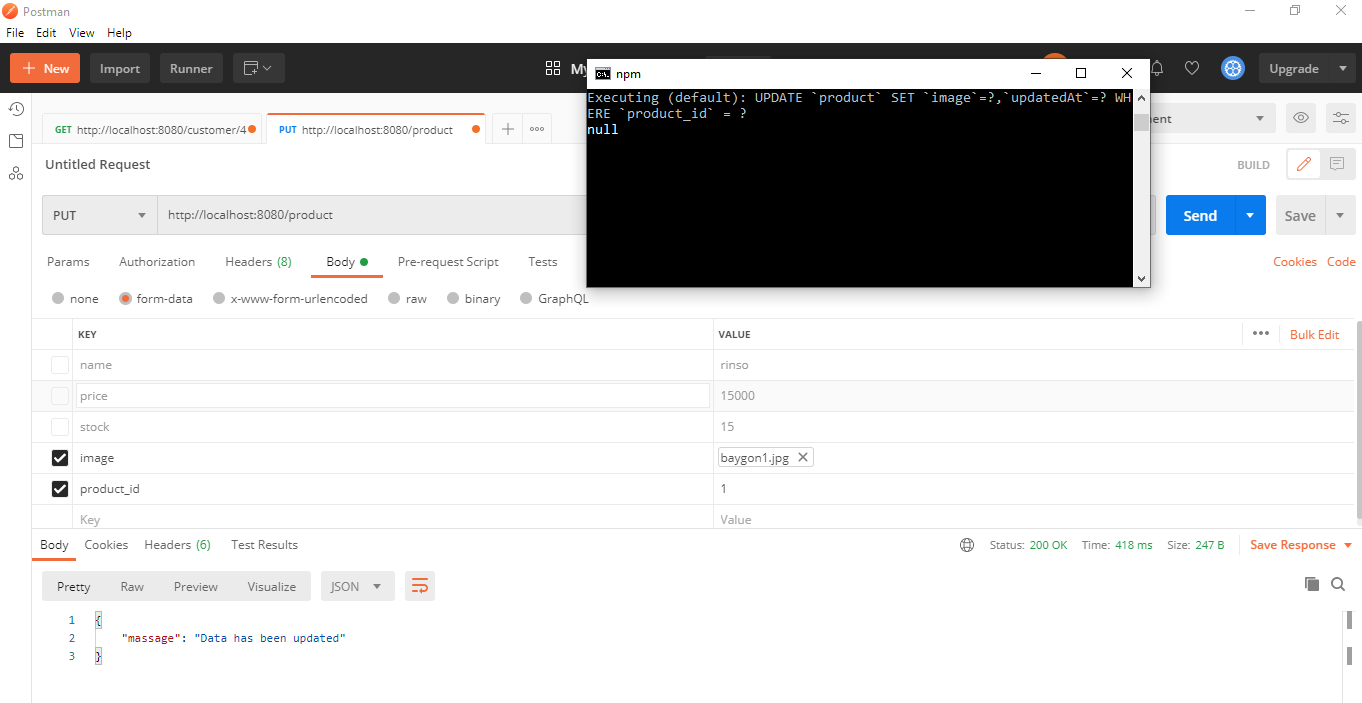 Postman
File Edit View Help
New Import Runner My Upgrade
npm
Executing (default): UPDATE `product` SET `image`=?,`updatedAt`=? WH
ERE `product_id` = ?
null
GET http://localhost:8080/customer/4 PUT http://localhost:8080/product ment
Untitled Request BUILD
PUT http://localhost:8080/product Send Save
Params Authorization Headers (8) Body Pre-request Script Tests Cookies Code
none form-data x-www-form-urlencoded raw binary GraphQL
KEY VALUE Bulk Edit
name rinso
price 15000
stock 15
image baygon1.jpg
product_id 1
Key Value
Body Cookies Headers (6) Test Results Status: 200 OK Time: 418 ms Size: 247 B Save Response
Pretty Raw Preview Visualize JSON
1 {
2 "massage": "Data has been updated"
3 }